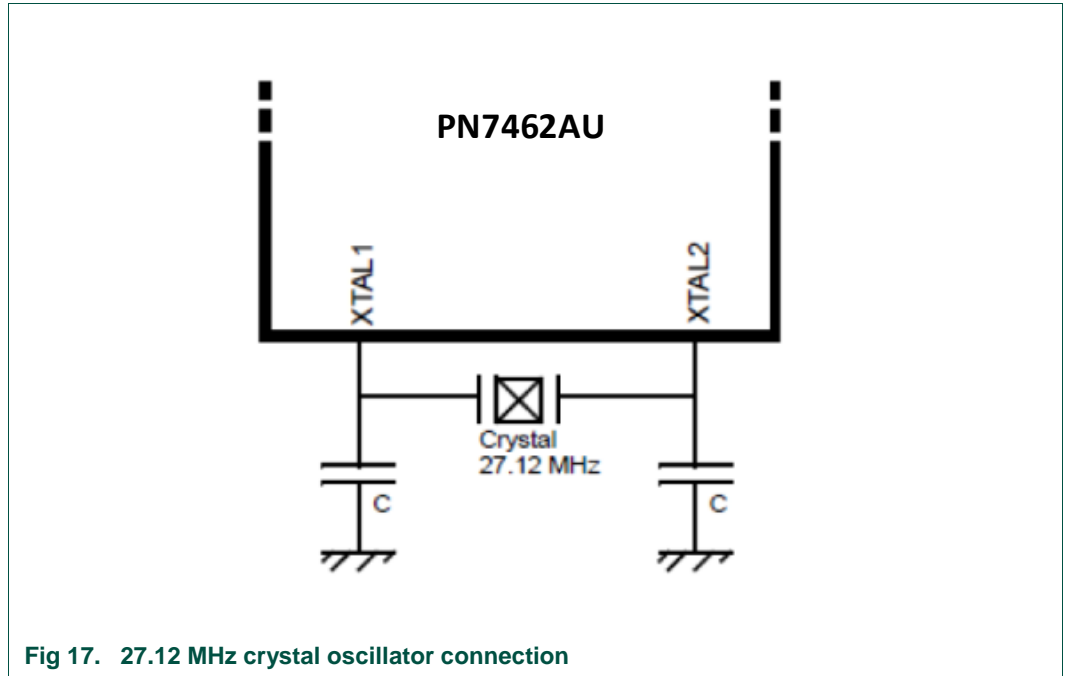 PN7462AU
XTAL1
XTAL2
Crystal
27.12 MHz
C
C
Fig 17. 27.12 MHz crystal oscillator connection